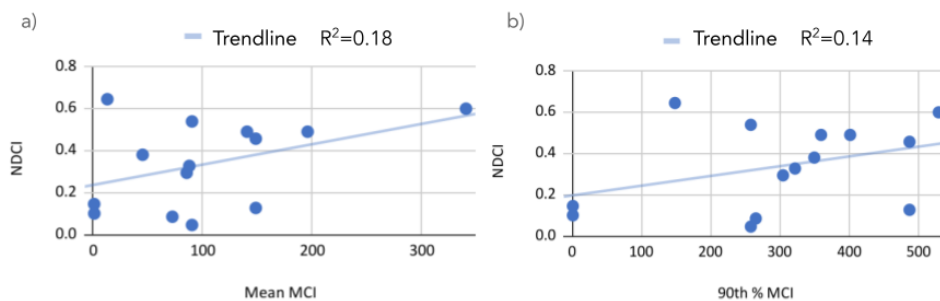 a)
Trendline R²=0.18
0.8
0.6
0.4
0.2
0.0
NDCI
0 100 200 300
Mean MCI
b)
Trendline R²=0.14
0.8
0.6
0.4
0.2
0.0
NDCI
0 100 200 300 400 500
90th % MCI